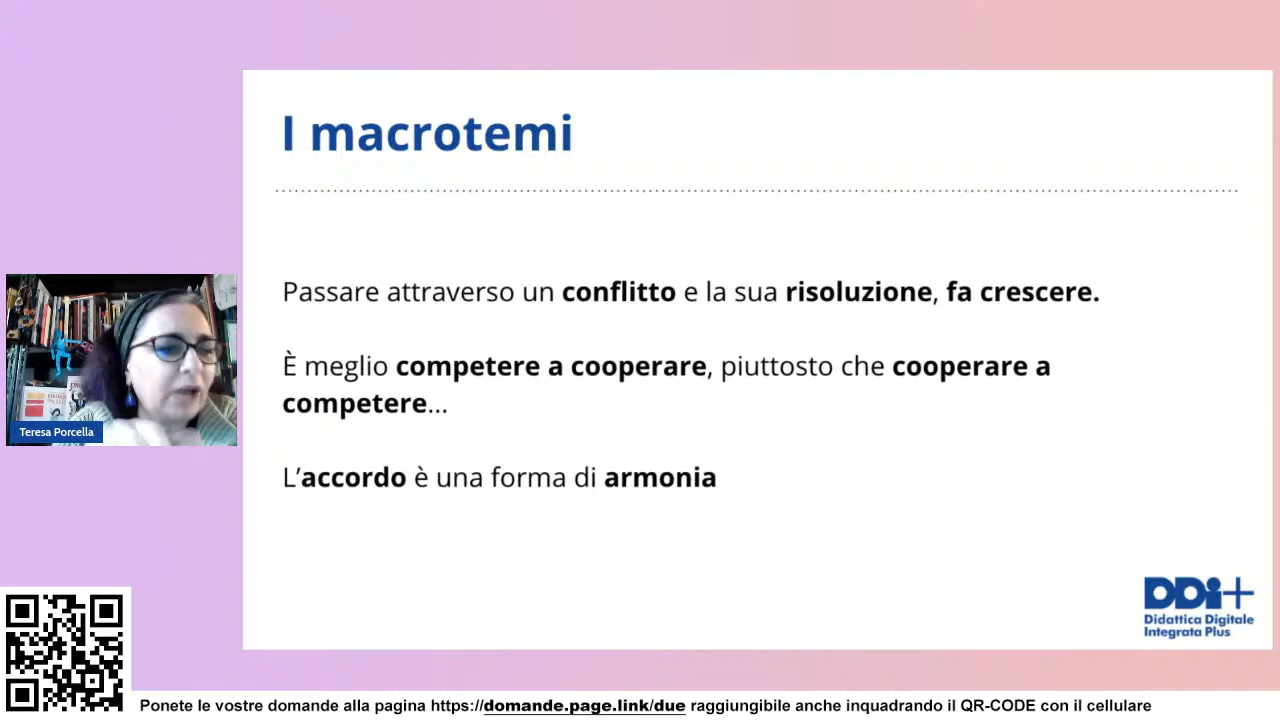 I macrotemi
Passare attraverso un conflitto e la sua risoluzione, fa crescere.
È meglio competere a cooperare, piuttosto che cooperare a
competere...
L’accordo è una forma di armonia
Teresa Porcella
DDi+
Didattica Digitale
Integrata Plus
Ponete le vostre domande alla pagina https://domande.page.link/due raggiungibile anche inquadrando il QR-CODE con il cellulare